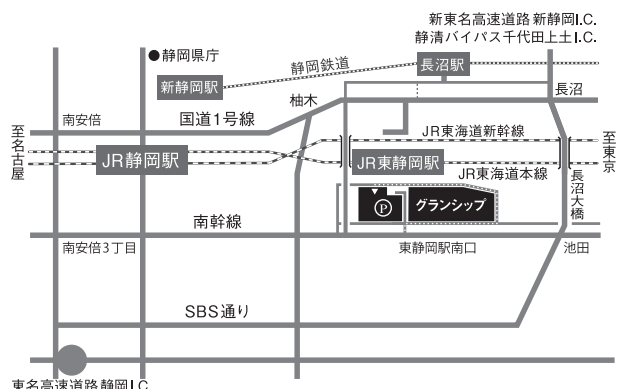 新東名高速道路 新静岡I.C.
静清バイパス千代田上土I.C.
●静岡県庁
静岡鉄道
長沼駅
新静岡駅
柚木
長沼
南安倍
国道1号線
至名古屋
JR東海道新幹線
至東京
JR静岡駅
JR東静岡駅
JR東海道本線
長沼大橋
P
グランシップ
南幹線
南安倍3丁目
東静岡駅南口
池田
SBS通り
東名高速道路 静岡I.C.